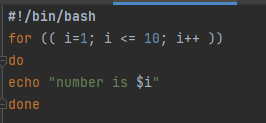 #!/bin/bash
for (( i=1; i <= 10; i++ ))
do
echo "number is $i"
done